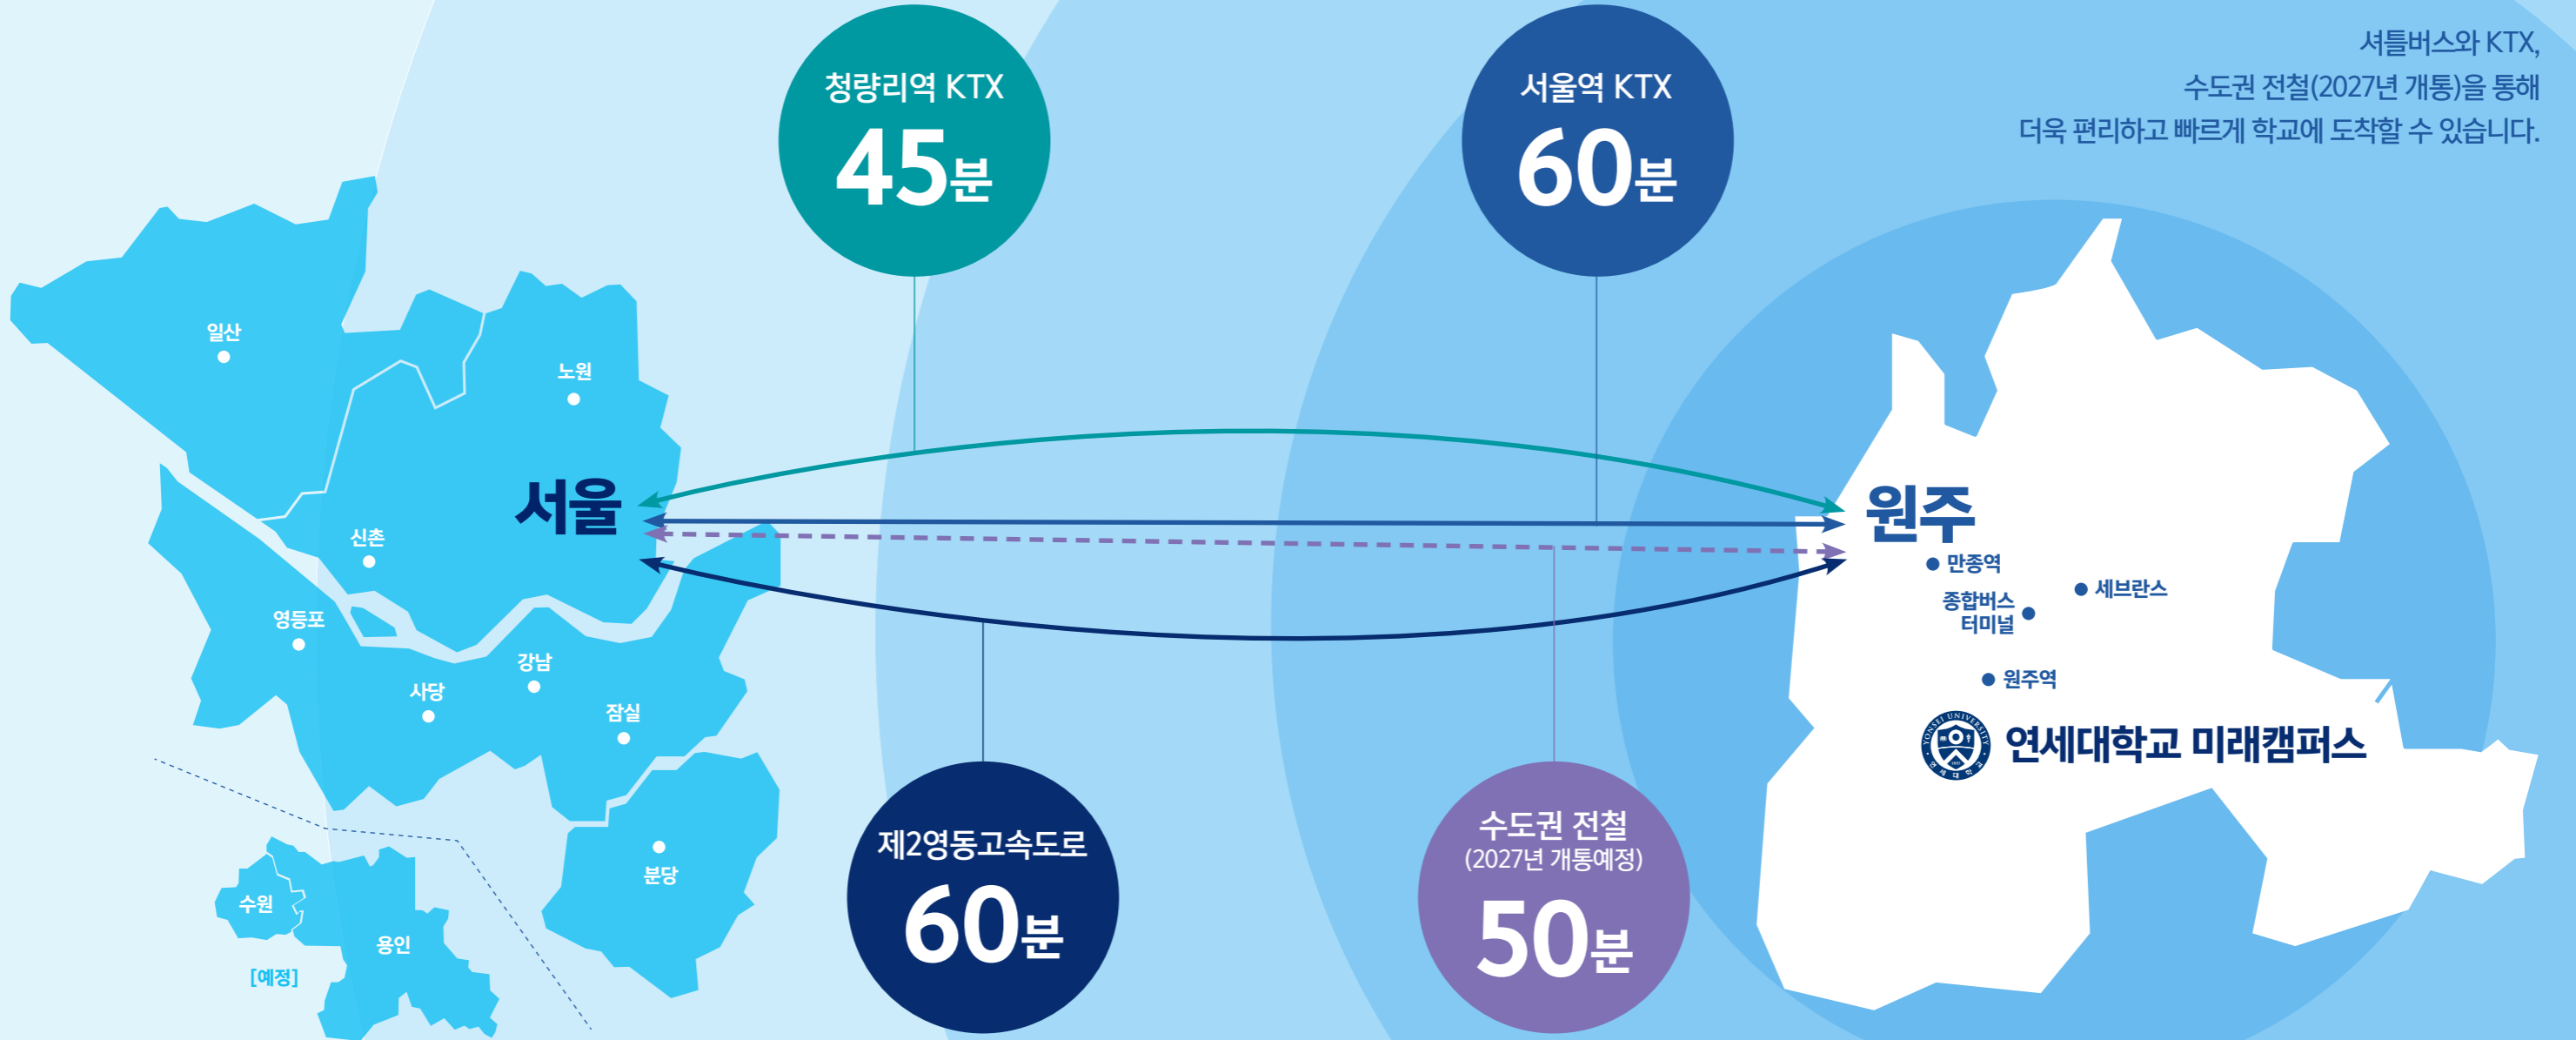 셔틀버스와 KTX,
수도권 전철(2027년 개통)을 통해
더욱 편리하고 빠르게 학교에 도착할 수 있습니다.
청량리역 KTX
45분
서울역 KTX
60분
일산
노원
서울
신촌
영등포
강남
사당
잠실
분당
수원
용인
[예정]
제2영동고속도로
60분
수도권 전철
(2027년 개통예정)
50분
원주
만종역
세브란스
종합버스
터미널
원주역
YONSEI UNIVERSITY
연세대학교
연세대학교 미래캠퍼스